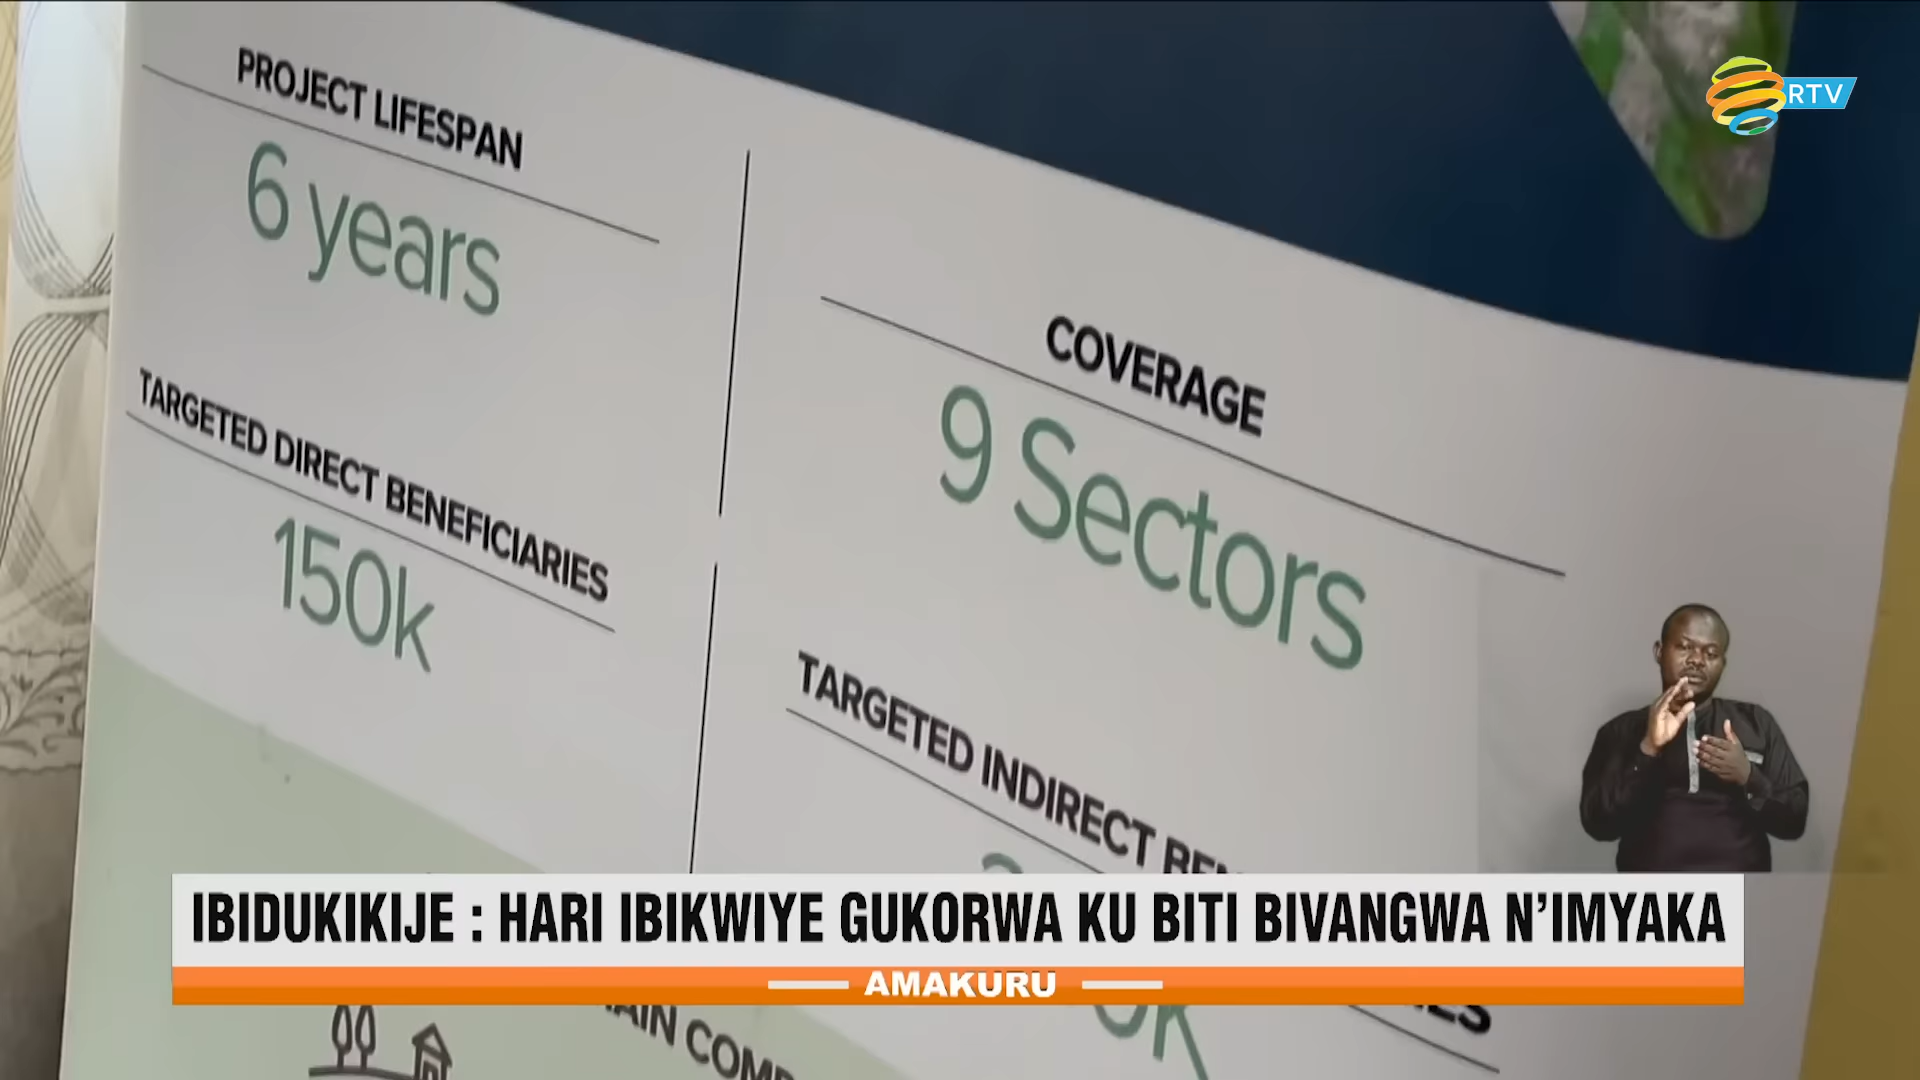 RTV
PROJECT LIFESPAN
6 years
COVERAGE
9 Sectors
TARGETED DIRECT BENEFICIARIES
150k
TARGETED INDIRECT
IBIDUKIKIJE : HARI IBIKWIYE GUKORWA KU BITI BIVANGWA N'IMYAKA
AMAKURU